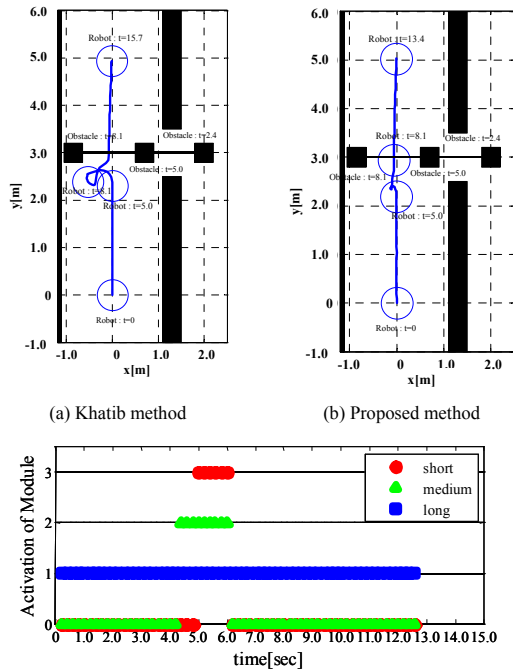 6.0
Robot : t=15.7
5.0
4.0
Obstacle : t=8.1
Obstacle : t=2.4
3.0
y[m]
Obstacle : t=5.0
Robot : t=8.1
2.0
Robot : t=5.0
1.0
0
Robot : t=0
-1.0
-1.0 0 1.0 2.0
x[m]
(a) Khatib method
6.0
Robot : t=13.4
5.0
4.0
Robot : t=8.1
Obstacle : t=2.4
3.0
y[m]
Obstacle : t=5.0
Obstacle : t=8.1
2.0
Robot : t=5.0
1.0
0
Robot : t=0
-1.0
-1.0 0 1.0 2.0
x[m]
(b) Proposed method
Activation of Module
3
2
1
0
short
medium
long
0 1.0 2.0 3.0 4.0 5.0 6.0 7.0 8.0 9.0 10.0 11.0 12.0 13.0 14.0 15.0
time[sec]